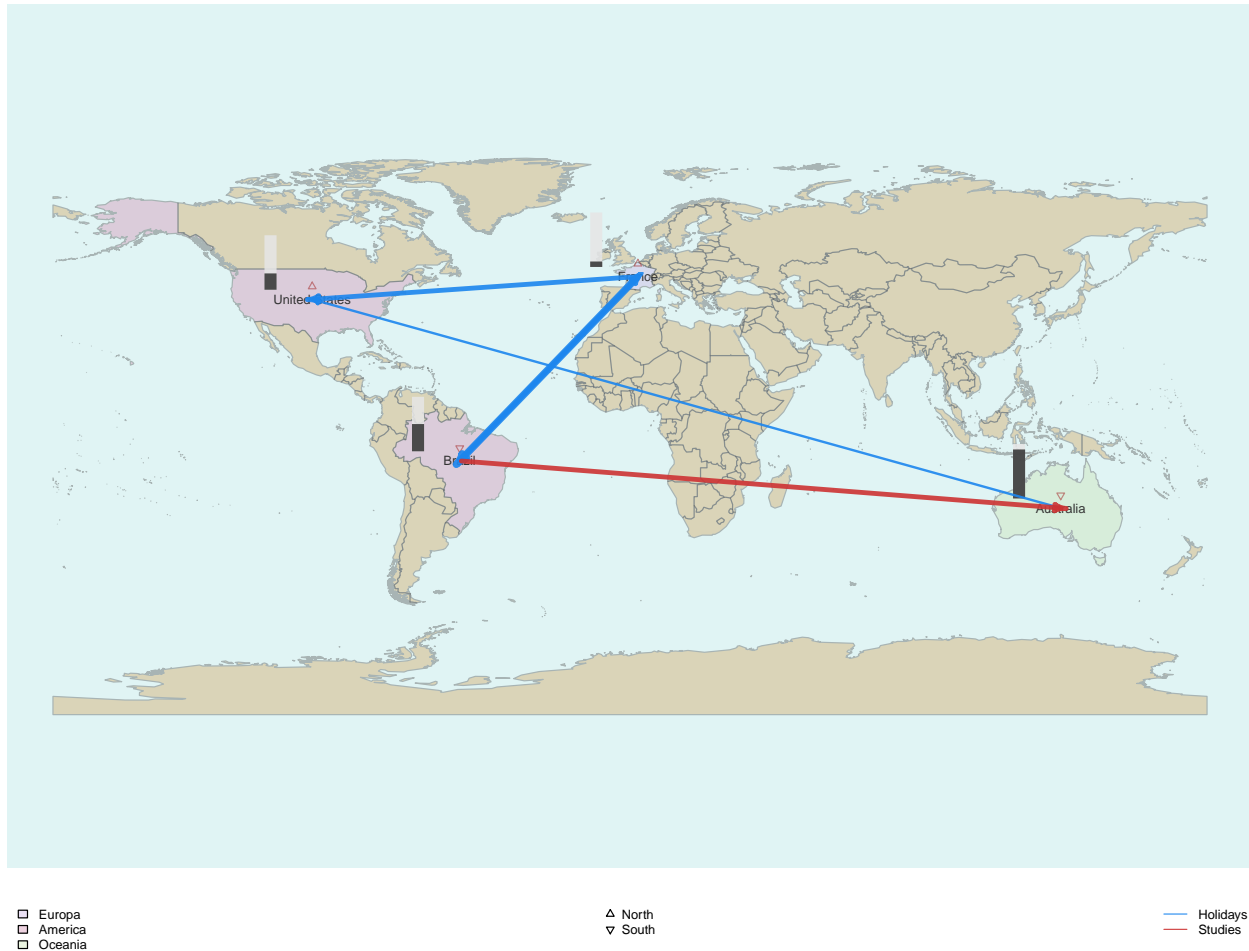 France
United States
Brazil
Australia
Europa
America
Oceania
North
South
Holidays
Studies